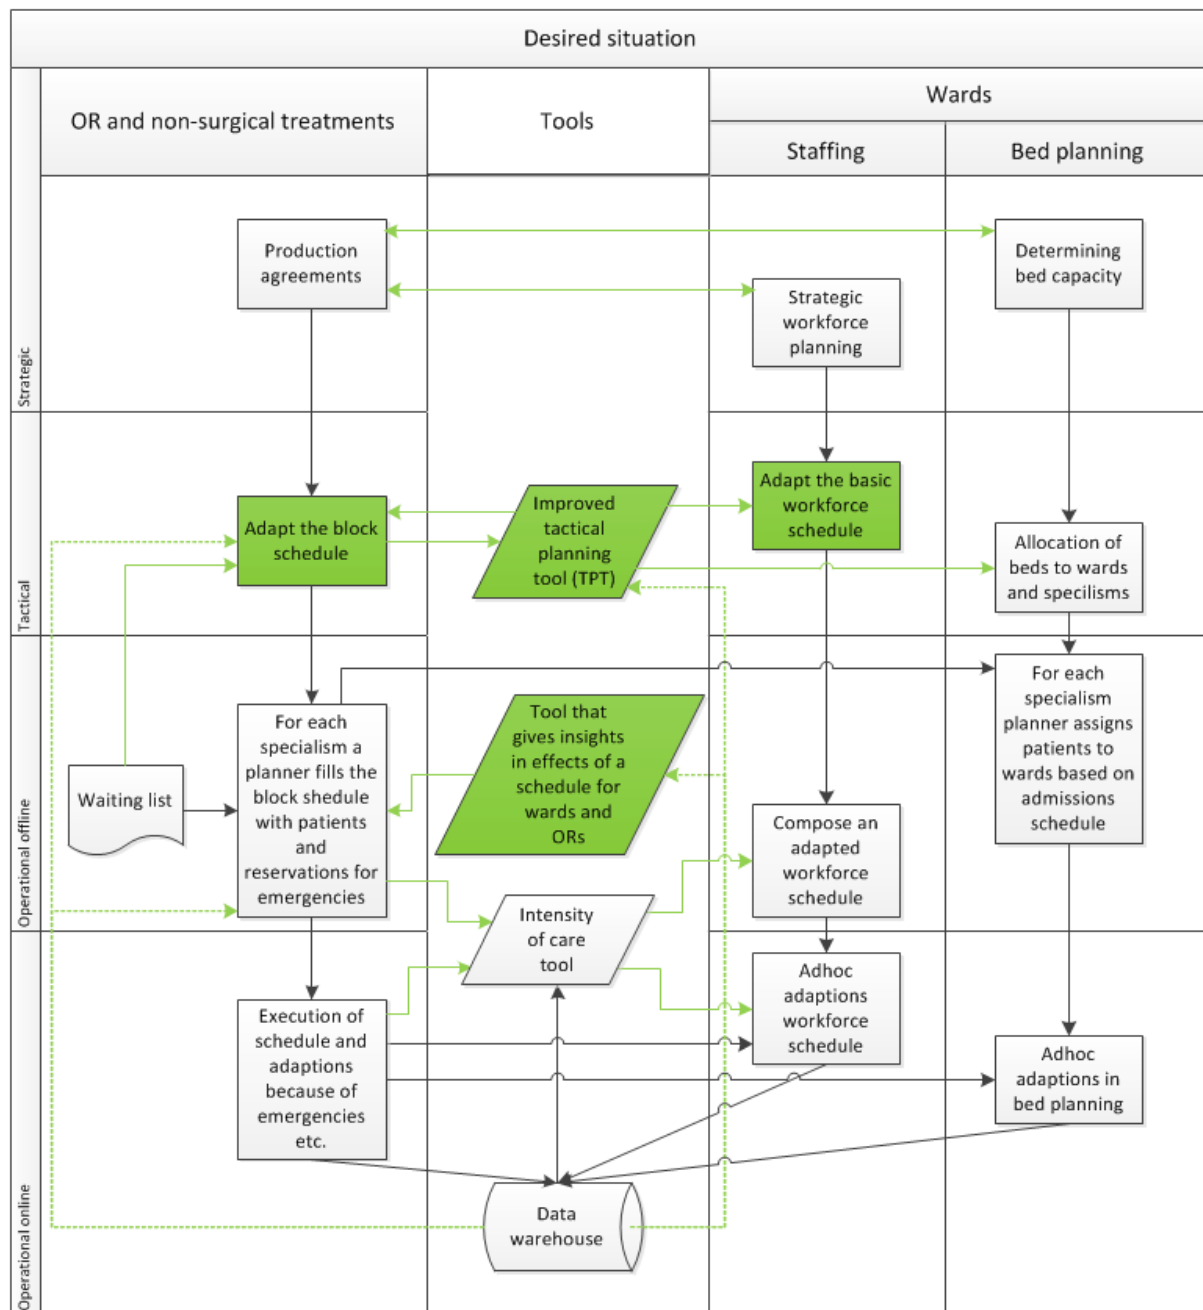 Desired situation
OR and non-surgical treatments
Tools
Wards
Staffing
Bed planning
Strategic
Production
agreements
Determining
bed capacity
Strategic
workforce
planning
Tactical
Adapt the block
schedule
Improved
tactical
planning
tool (TPT)
Adapt the basic
workforce
schedule
Allocation of
beds to wards
and specilisms
Operational offline
Waiting list
For each
specialism a
planner fills the
block shedule
with patients
and
reservations for
emergencies
Tool that
gives insights
in effects of a
schedule for
wards and
ORs
For each
specialism
planner assigns
patients to
wards based on
admissions
schedule
Compose an
adapted
workforce
schedule
Operational online
Intensity
of care
tool
Execution of
schedule and
adaptions
because of
emergencies
etc.
Adhoc
adaptions
workforce
schedule
Adhoc
adaptions in
bed planning
Data
warehouse